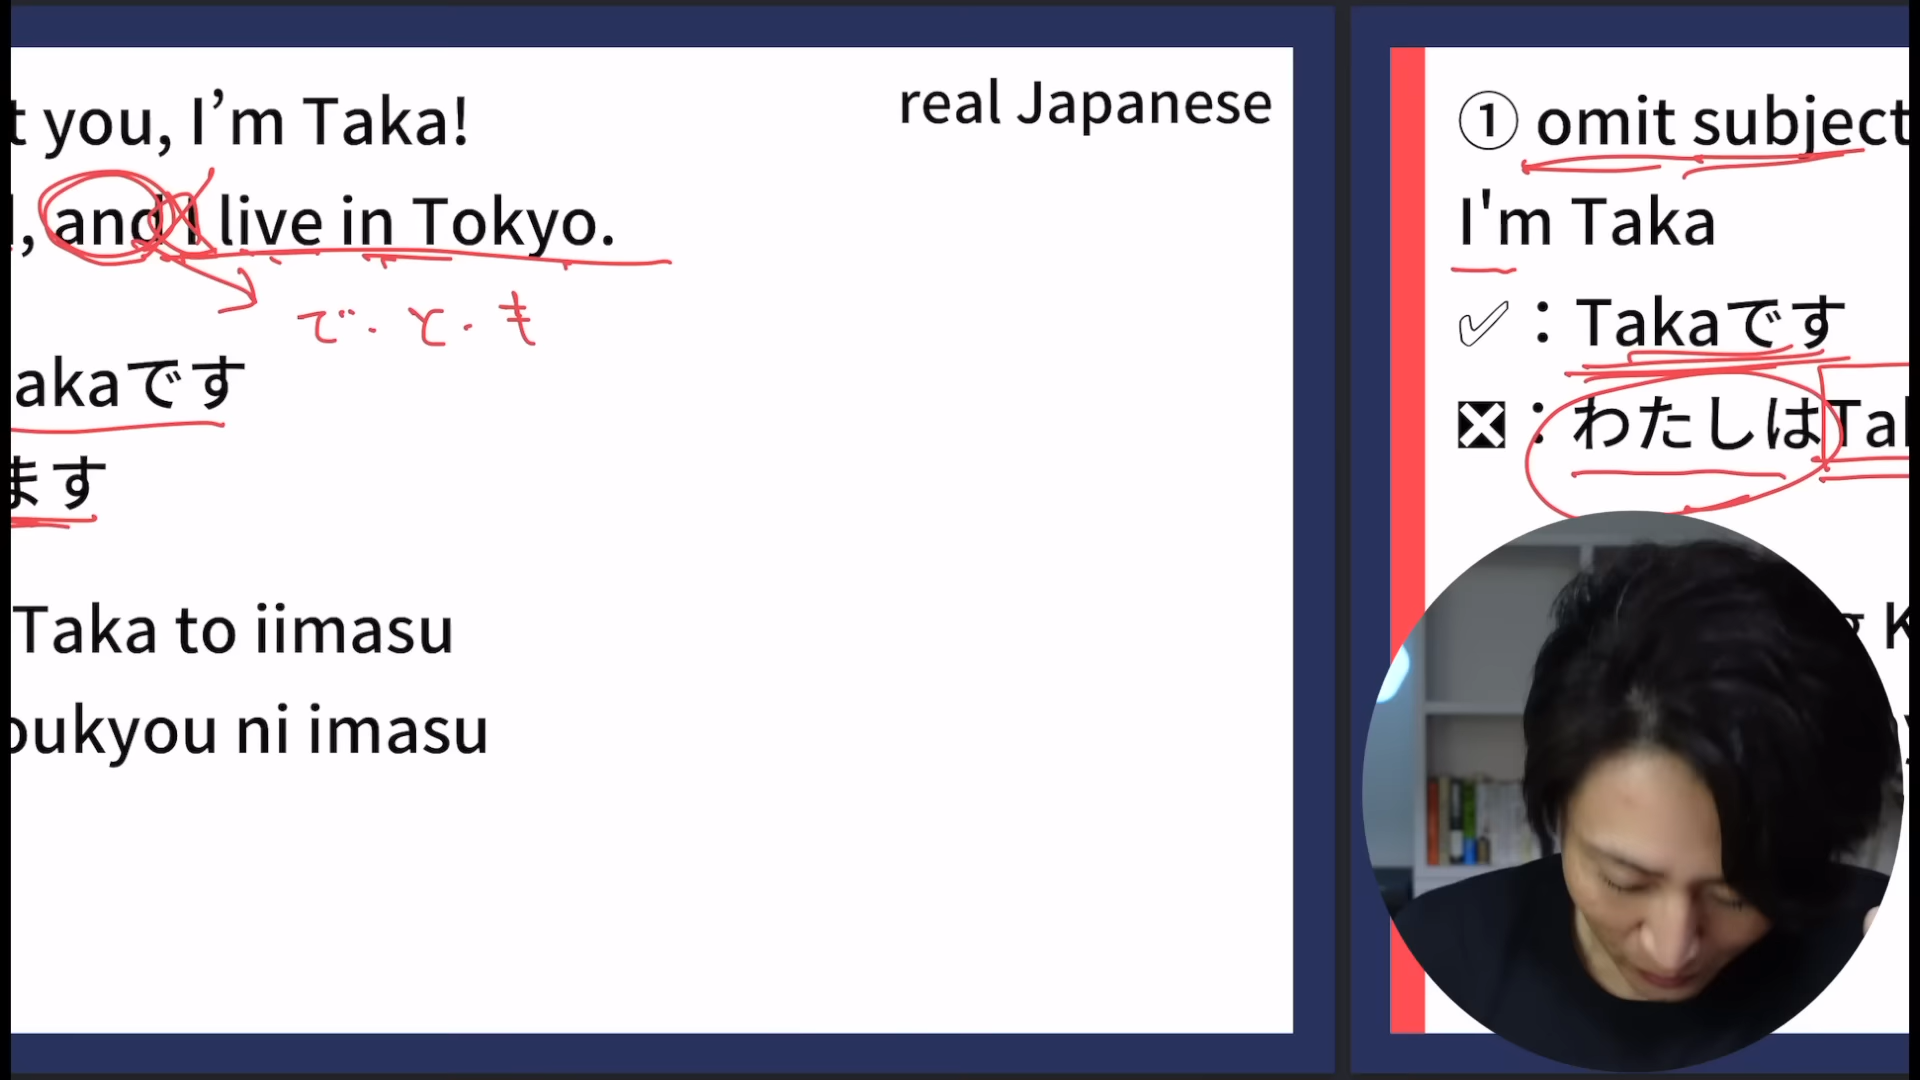 t you, I'm Taka!
, and I live in Tokyo.
で・と・も
akaです
ます
Taka to iimasu
oukyou ni imasu
real Japanese
① omit subject
I'm Taka
✅：Takaです
❎：わたしはTak
K